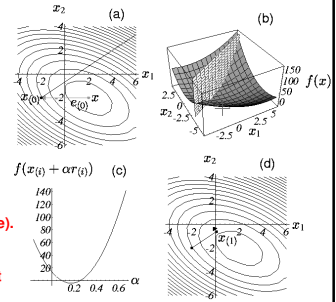 x₂ (a)
4
2
-4 -2 2 4 6 x₁
x₍₀₎ -2 e₍₀₎ x
-4
-6
(b)
150
100
50
0
f(x)
2.5
0
x₂ -2.5
-5
-2.5 0 2.5 5
x₁
f(x₍ᵢ₎ + αr₍ᵢ₎) (c)
140
120
100
80
60
40
20
0.2 0.4 0.6 α
e).
t
x₂ (d)
4
2
-4 -2 2 4 6 x₁
x₍₁₎
-2
-4
-6